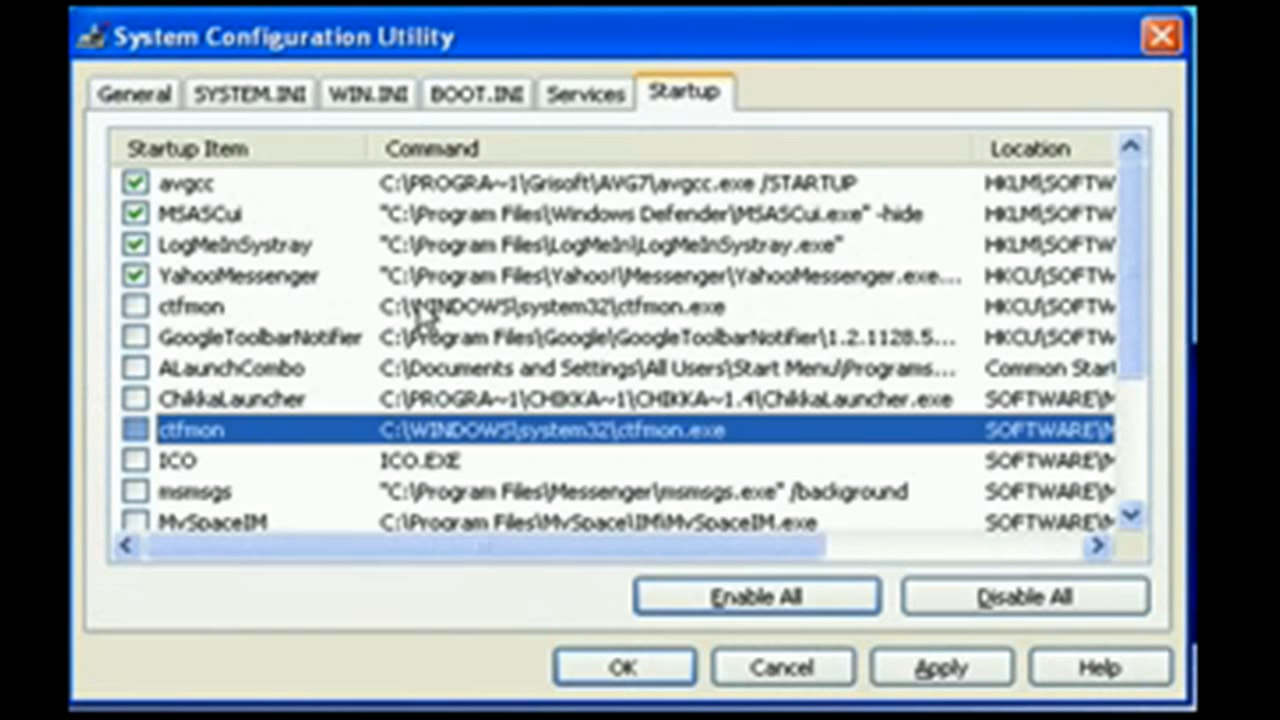 System Configuration Utility
General SYSTEM.INI WIN.INI BOOT.INI Services Startup
Startup Item Command Location
avgcc C:\PROGRA~1\Grisoft\AVG7\avgcc.exe /STARTUP HKLM\SOFTW
MSASCui "C:\Program Files\Windows Defender\MSASCui.exe" -hide HKLM\SOFTW
LogMeInSystray "C:\Program Files\LogMeIn\LogMeInSystray.exe" HKLM\SOFTW
YahooMessenger "C:\Program Files\Yahoo!\Messenger\YahooMessenger.exe... HKCU\SOFTW
ctfmon C:\WINDOWS\system32\ctfmon.exe HKCU\SOFTW
GoogleToolbarNotifier C:\Program Files\Google\GoogleToolbarNotifier\1.2.1128.5... HKCU\SOFTW
ALaunchCombo C:\Documents and Settings\All Users\Start Menu\Programs... Common Start
ChikkaLauncher C:\PROGRA~1\CHIKKA~1\CHIKKA~1.4\ChikkaLauncher.exe SOFTWARE\M
ctfmon C:\WINDOWS\system32\ctfmon.exe SOFTWARE\M
ICO ICO.EXE SOFTWARE\M
msmsgs "C:\Program Files\Messenger\msmsgs.exe" /background SOFTWARE\M
MySpaceIM C:\Program Files\MySpace\IM\MySpaceIM.exe SOFTWARE\M
Enable All Disable All
OK Cancel Apply Help